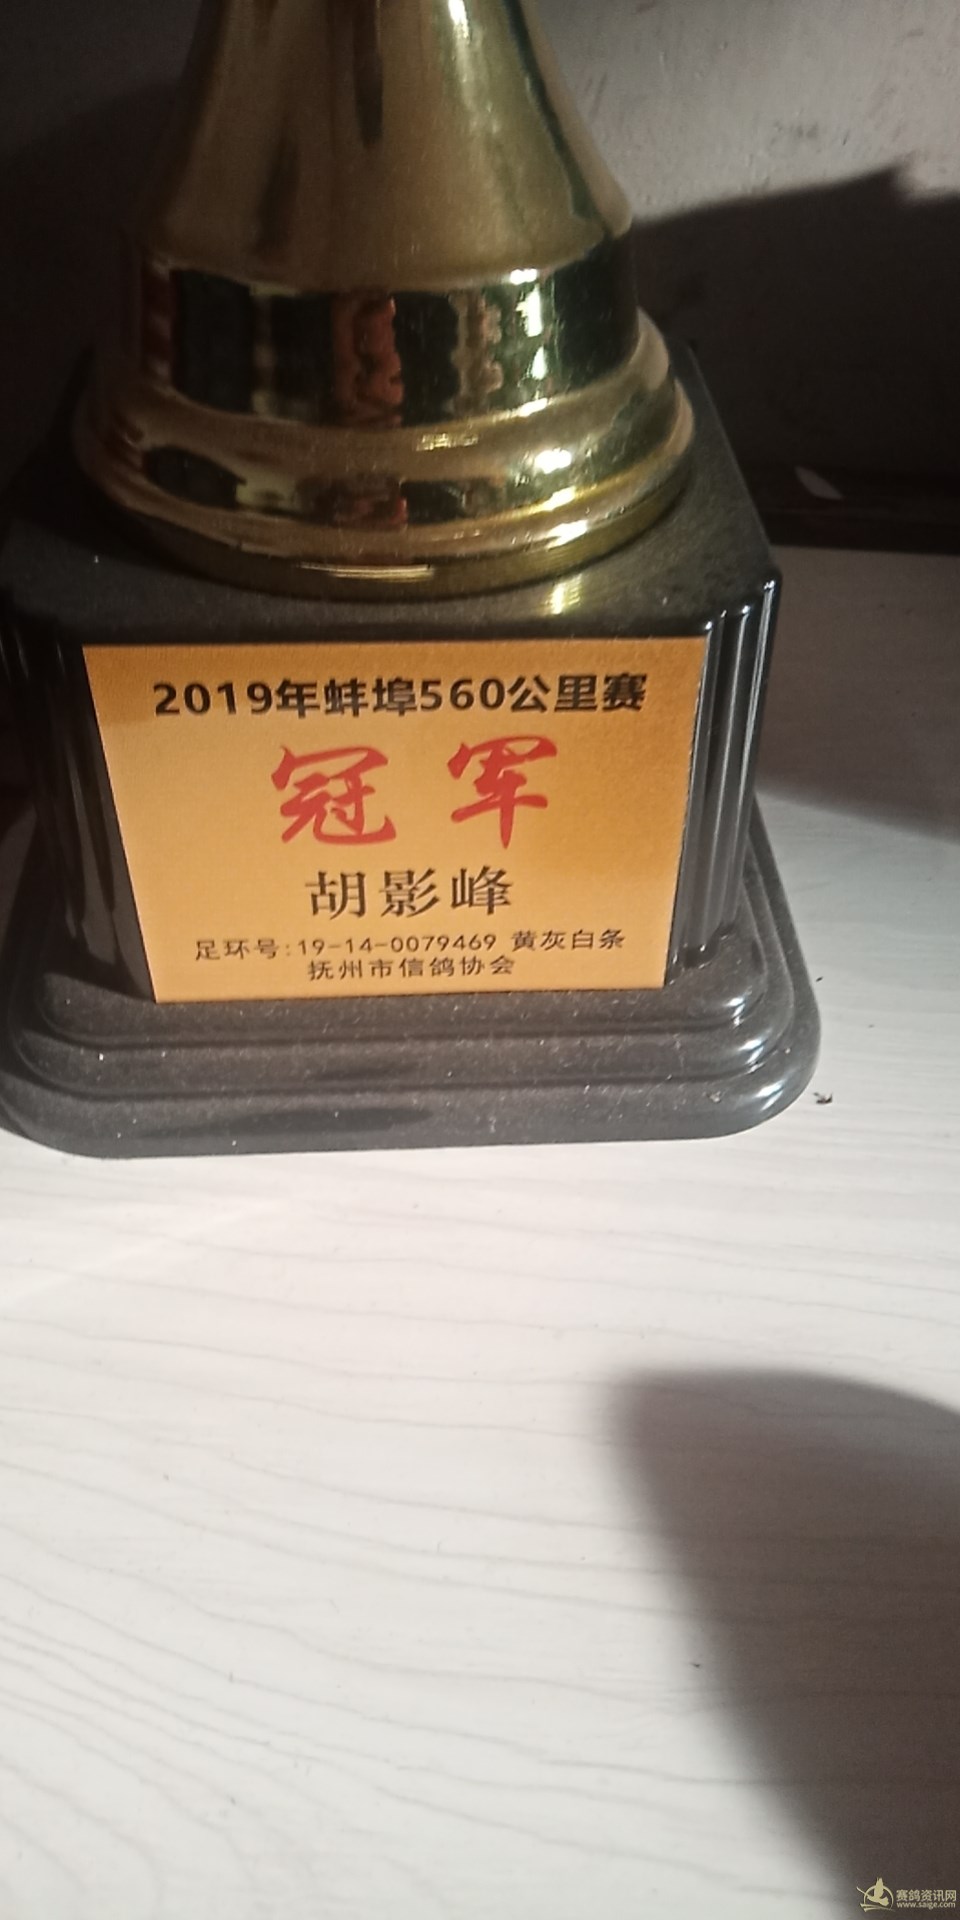 2019年蚌埠560公里赛
冠军
胡影峰
足环号:19-14-0079469 黄灰白条
抚州市信鸽协会
赛鸽资讯网
www.saige.com